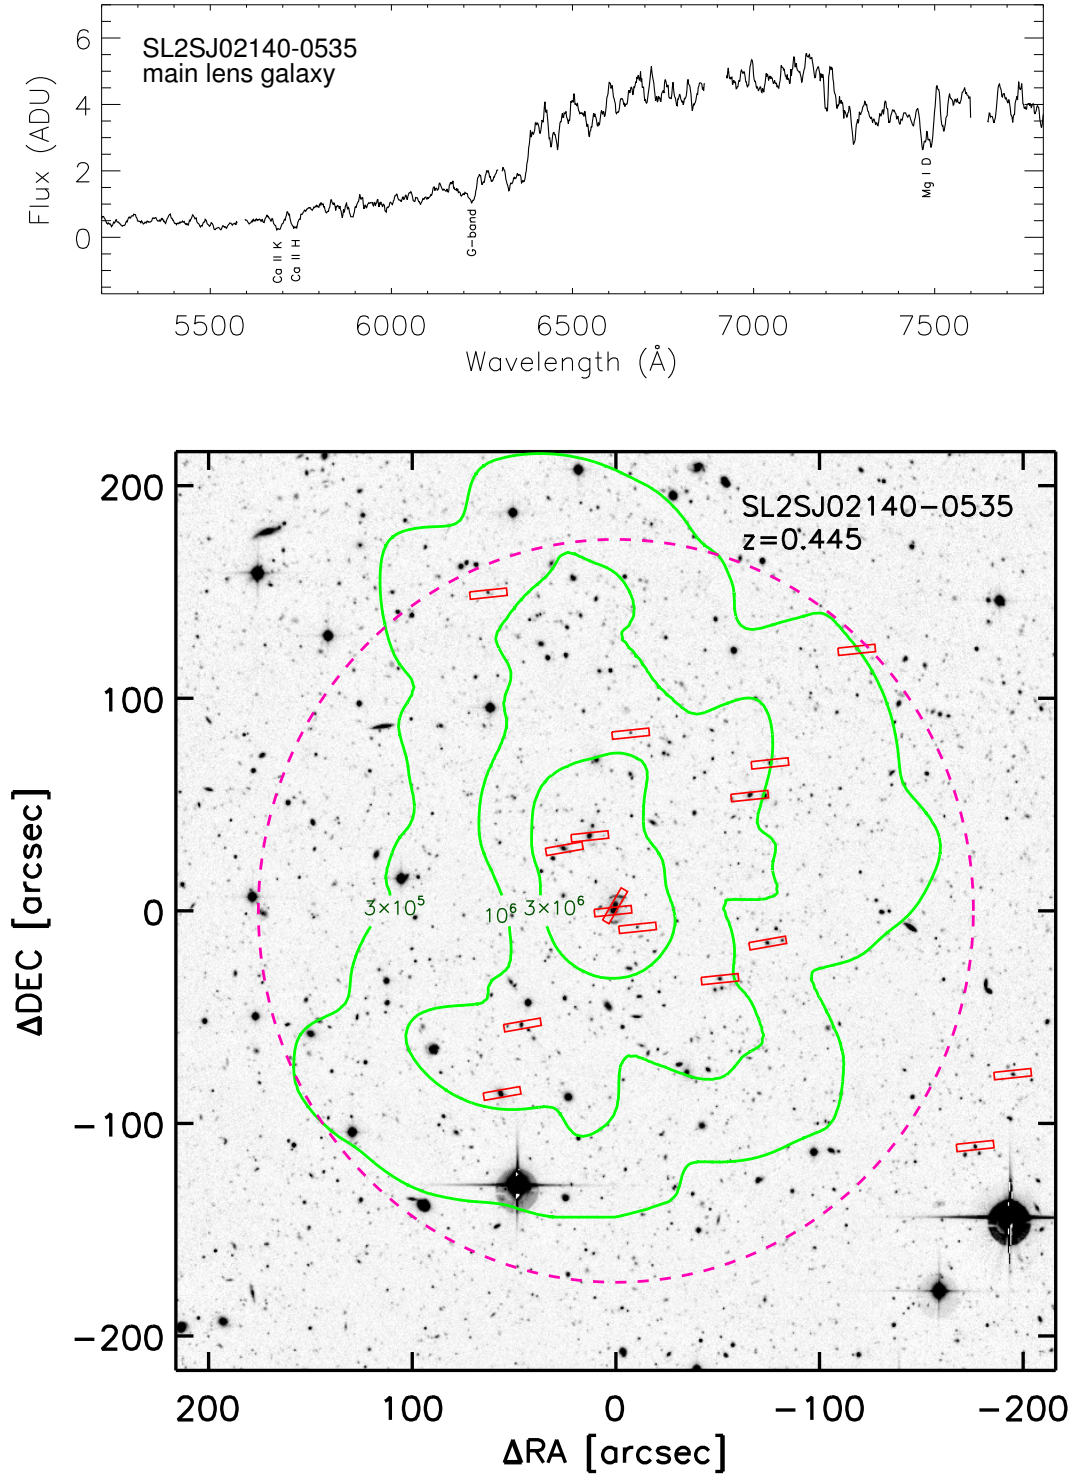 SL2SJ02140-0535
main lens galaxy
6
4
2
0
Flux (ADU)
Ca II K
Ca II H
G-band
Mg I D
5500 6000 6500 7000 7500
Wavelength (Å)
SL2SJ02140-0535
z=0.445
200
100
0
-100
-200
ΔDEC [arcsec]
3×10⁵ 10⁶ 3×10⁶
200 100 0 -100 -200
ΔRA [arcsec]